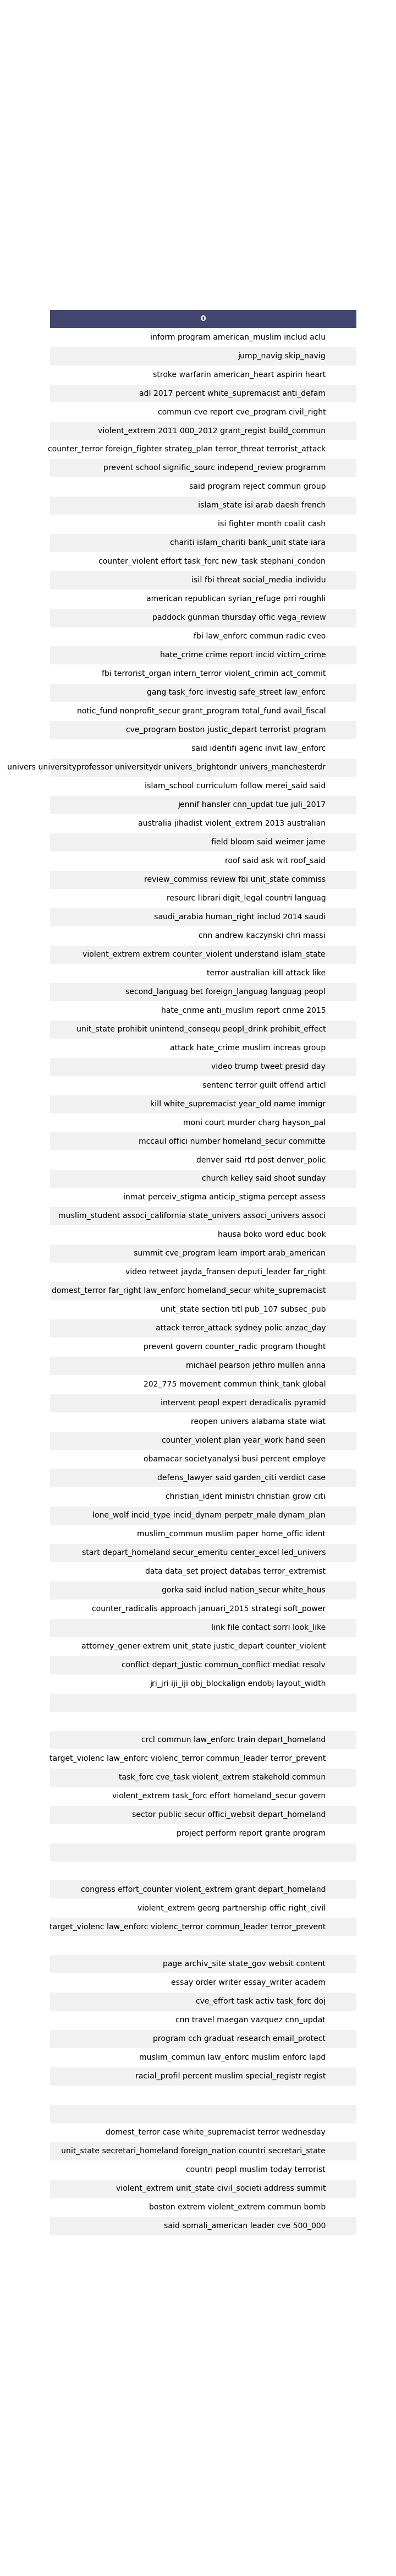 0
inform program american_muslim includ aclu
jump_navig skip_navig
stroke warfarin american_heart aspirin heart
adl 2017 percent white_supremacist anti_defam
commun cve report cve_program civil_right
violent_extrem 2011 000_2012 grant_regist build_commun
counter_terror foreign_fighter strateg_plan terror_threat terrorist_attack
prevent school signific_sourc independ_review programm
said program reject commun group
islam_state isi arab daesh french
isi fighter month coalit cash
chariti islam_chariti bank_unit state iara
counter_violent effort task_forc new_task stephani_condon
isil fbi threat social_media individu
american republican syrian_refuge prri roughli
paddock gunman thursday offic vega_review
fbi law_enforc commun radic cveo
hate_crime crime report incid victim_crime
fbi terrorist_organ intern_terror violent_crimin act_commit
gang task_forc investig safe_street law_enforc
notic_fund nonprofit_secur grant_program total_fund avail_fiscal
cve_program boston justic_depart terrorist program
said identifi agenc invit law_enforc
univers universityprofessor universitydr univers_brightondr univers_manchesterdr
islam_school curriculum follow merei_said said
jennif hansler cnn_updat tue juli_2017
australia jihadist violent_extrem 2013 australian
field bloom said weimer jame
roof said ask wit roof_said
review_commiss review fbi unit_state commiss
resourc librari digit_legal countri languag
saudi_arabia human_right includ 2014 saudi
cnn andrew kaczynski chri massi
violent_extrem extrem counter_violent understand islam_state
terror australian kill attack like
second_languag bet foreign_languag languag peopl
hate_crime anti_muslim report crime 2015
unit_state prohibit unintend_consequ peopl_drink prohibit_effect
attack hate_crime muslim increas group
video trump tweet presid day
sentenc terror guilt offend articl
kill white_supremacist year_old name immigr
moni court murder charg hayson_pal
mccaul offici number homeland_secur committe
denver said rtd post denver_polic
church kelley said shoot sunday
inmat perceiv_stigma anticip_stigma percept assess
muslim_student associ_california state_univers associ_univers associ
hausa boko word educ book
summit cve_program learn import arab_american
video retweet jayda_fransen deputi_leader far_right
domest_terror far_right law_enforc homeland_secur white_supremacist
unit_state section titl pub_107 subsec_pub
attack terror_attack sydney polic anzac_day
prevent govern counter_radic program thought
michael pearson jethro mullen anna
202_775 movement commun think_tank global
intervent peopl expert deradicalis pyramid
reopen univers alabama state wiat
counter_violent plan year_work hand seen
obamacar societyanalysi busi percent employe
defens_lawyer said garden_citi verdict case
christian_ident ministri christian grow citi
lone_wolf incid_type incid_dynam perpetr_male dynam_plan
muslim_commun muslim paper home_offic ident
start depart_homeland secur_emeritu center_excel led_univers
data data_set project databas terror_extremist
gorka said includ nation_secur white_hous
counter_radicalis approach januari_2015 strategi soft_power
link file contact sorri look_like
attorney_gener extrem unit_state justic_depart counter_violent
conflict depart_justic commun_conflict mediat resolv
jri_jri iji_iji obj_blockalign endobj layout_width
crcl commun law_enforc train depart_homeland
target_violenc law_enforc violenc_terror commun_leader terror_prevent
task_forc cve_task violent_extrem stakehold commun
violent_extrem task_forc effort homeland_secur govern
sector public secur offici_websit depart_homeland
project perform report grante program
congress effort_counter violent_extrem grant depart_homeland
violent_extrem georg partnership offic right_civil
target_violenc law_enforc violenc_terror commun_leader terror_prevent
page archiv_site state_gov websit content
essay order writer essay_writer academ
cve_effort task activ task_forc doj
cnn travel maegan vazquez cnn_updat
program cch graduat research email_protect
muslim_commun law_enforc muslim enforc lapd
racial_profil percent muslim special_registr regist
domest_terror case white_supremacist terror wednesday
unit_state secretari_homeland foreign_nation countri secretari_state
countri peopl muslim today terrorist
violent_extrem unit_state civil_societi address summit
boston extrem violent_extrem commun bomb
said somali_american leader cve 500_000